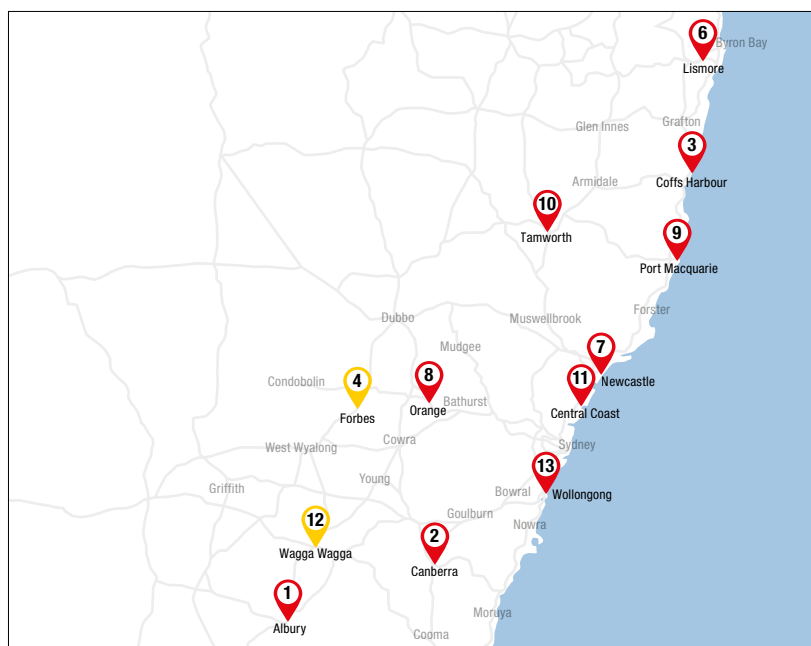 6
Byron Bay
Lismore
Glen Innes
Grafton
3
Armidale
Coffs Harbour
10
Tamworth
9
Port Macquarie
Forster
Dubbo
Muswellbrook
Mudgee
7
Newcastle
4
Condobolin
8
11
Bathurst
Forbes
Orange
Central Coast
Cowra
Sydney
West Wyalong
13
Young
Griffith
Bowral
Wollongong
12
Goulburn
Nowra
2
Wagga Wagga
Canberra
1
Moruya
Albury
Cooma